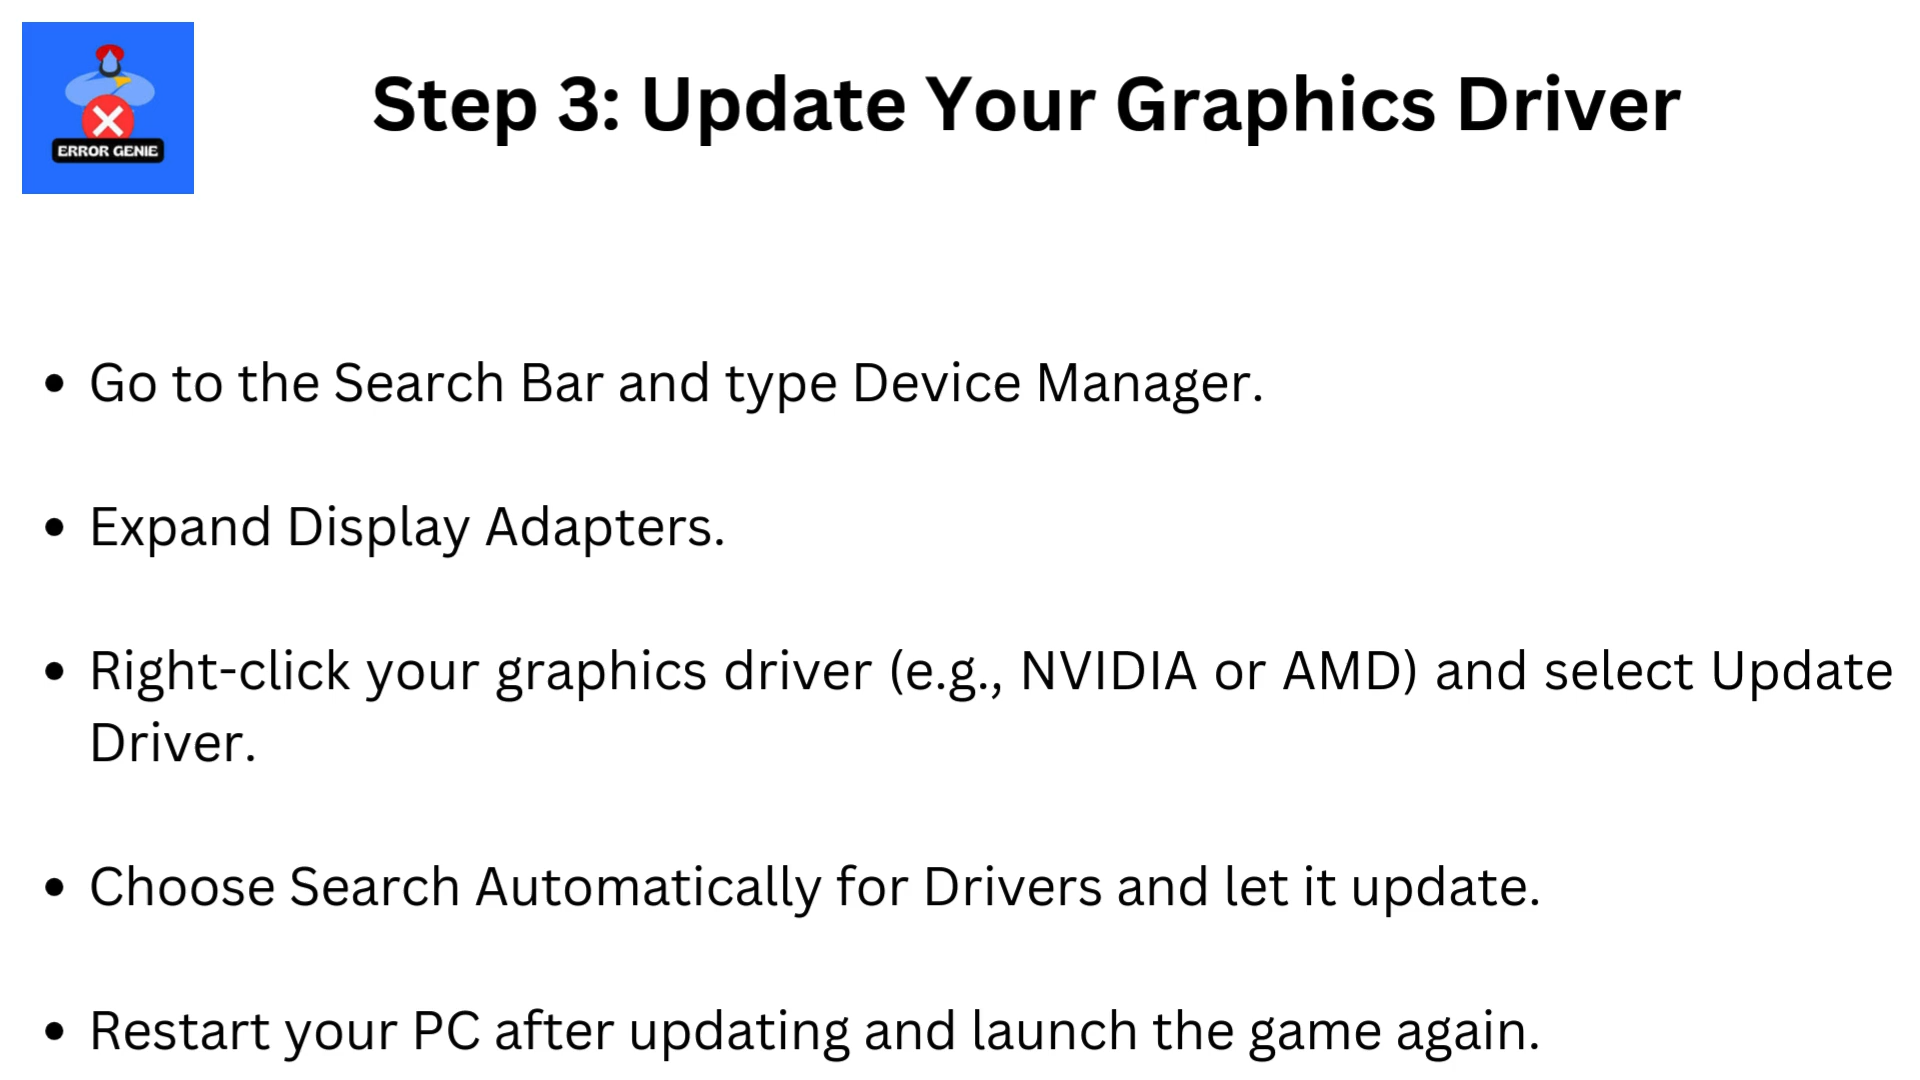 ERROR GENIE
Step 3: Update Your Graphics Driver
• Go to the Search Bar and type Device Manager.
• Expand Display Adapters.
• Right-click your graphics driver (e.g., NVIDIA or AMD) and select Update
Driver.
• Choose Search Automatically for Drivers and let it update.
• Restart your PC after updating and launch the game again.